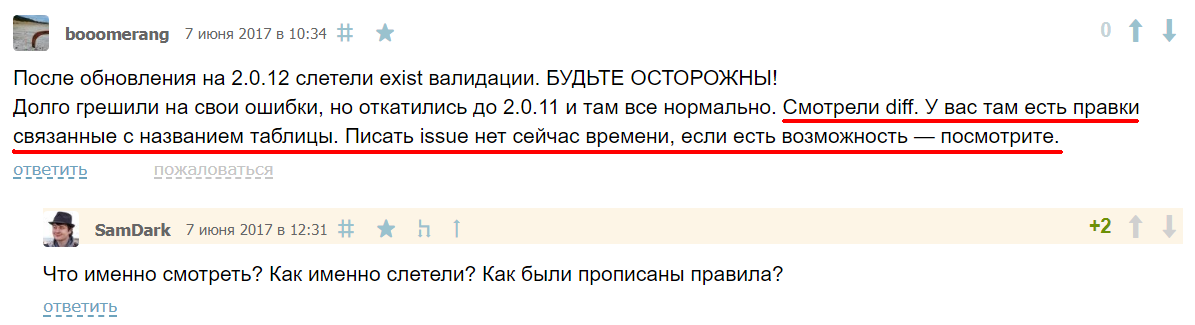 booomerang 7 июня 2017 в 10:34 # 0
После обновления на 2.0.12 слетели exist валидации. БУДЬТЕ ОСТОРОЖНЫ!
Долго грешили на свои ошибки, но откатились до 2.0.11 и там все нормально. Смотрели diff. У вас там есть правки
связанные с названием таблицы. Писать issue нет сейчас времени, если есть возможность — посмотрите.
ответить пожаловаться
SamDark 7 июня 2017 в 12:31 # h +2
Что именно смотреть? Как именно слетели? Как были прописаны правила?
ответить